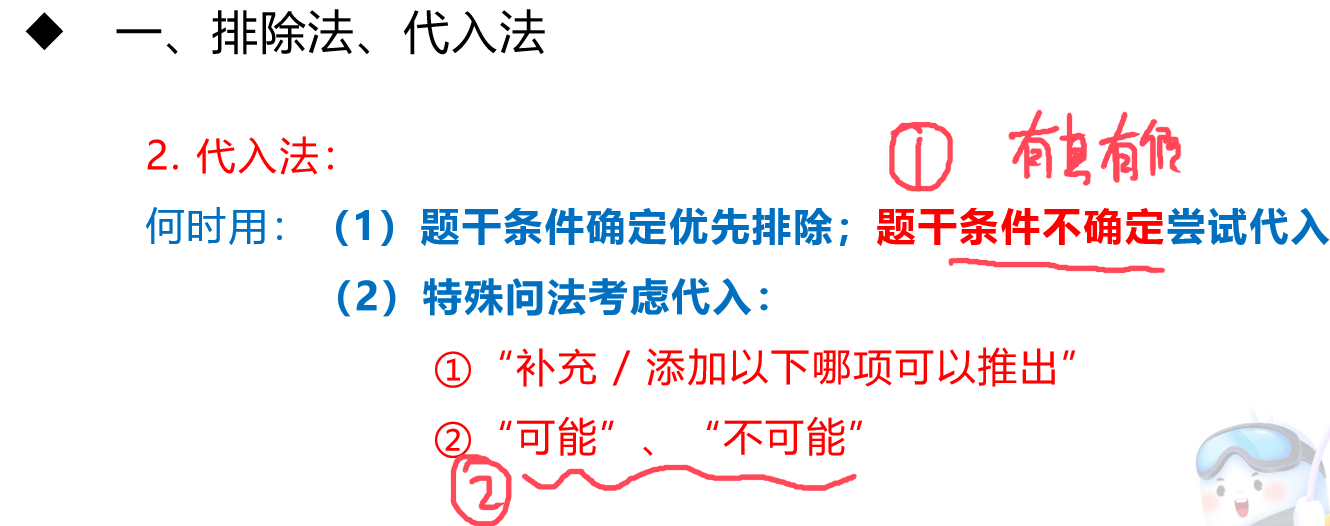 ◆ 一、排除法、代入法
① 有真有假
2. 代入法：
何时用：（1）题干条件确定优先排除；题干条件不确定尝试代入
（2）特殊问法考虑代入：
①“补充 / 添加以下哪项可以推出”
②“可能”、“不可能”
②